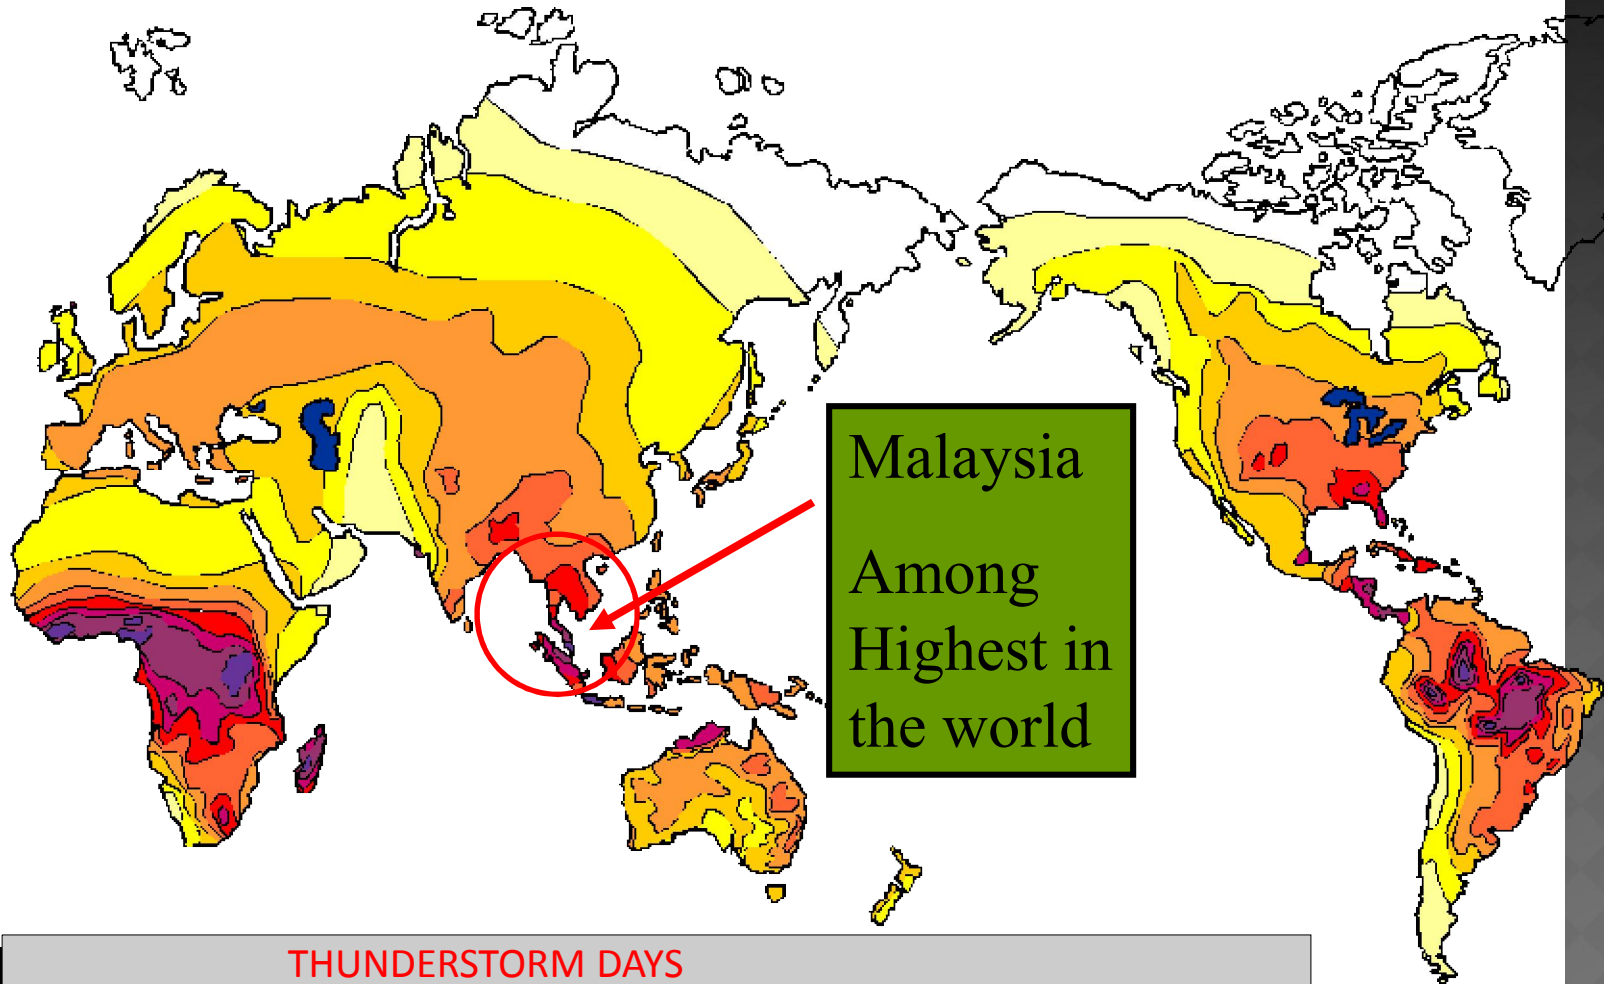 Malaysia
Among
Highest in
the world
THUNDERSTORM DAYS